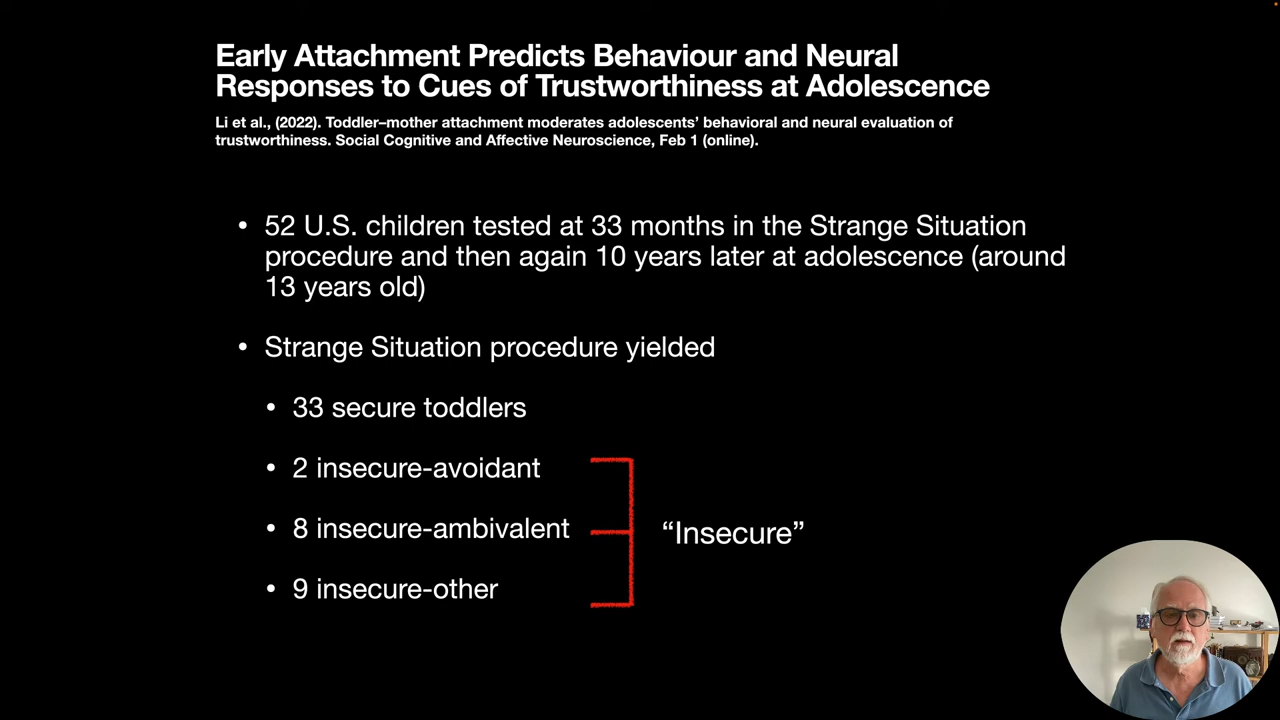 Early Attachment Predicts Behaviour and Neural
Responses to Cues of Trustworthiness at Adolescence
Li et al., (2022). Toddler–mother attachment moderates adolescents’ behavioral and neural evaluation of
trustworthiness. Social Cognitive and Affective Neuroscience, Feb 1 (online).
• 52 U.S. children tested at 33 months in the Strange Situation
procedure and then again 10 years later at adolescence (around
13 years old)
• Strange Situation procedure yielded
• 33 secure toddlers
• 2 insecure-avoidant
• 8 insecure-ambivalent
• 9 insecure-other
“Insecure”